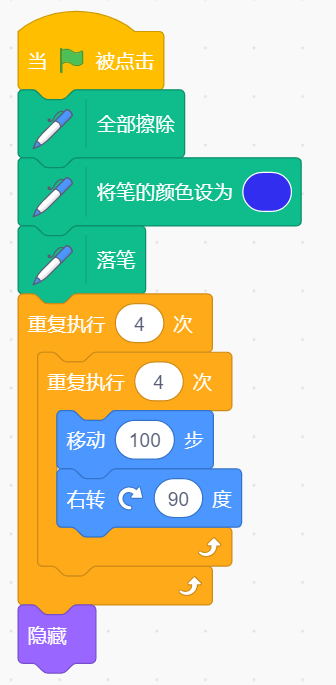 当 被点击
全部擦除
将笔的颜色设为
落笔
重复执行 4 次
重复执行 4 次
移动 100 步
右转 90 度
隐藏